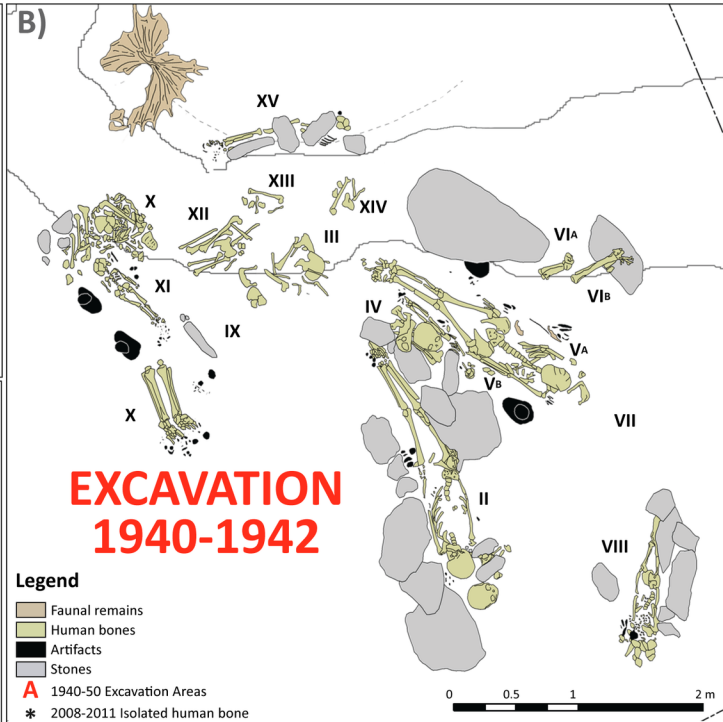 B)
XV
XIII
X
XII
XIV
III
VIA
XI
VIB
IV
IX
VA
VB
X
VII
EXCAVATION
1940-1942
II
VIII
Legend
Faunal remains
Human bones
Artifacts
Stones
A 1940-50 Excavation Areas
* 2008-2011 Isolated human bone
0 0.5 1 2 m